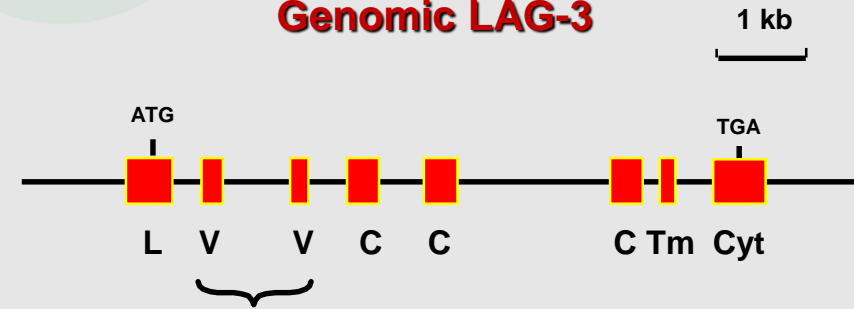 Genomic LAG-3
1 kb
ATG
TGA
L V V C C C Tm Cyt